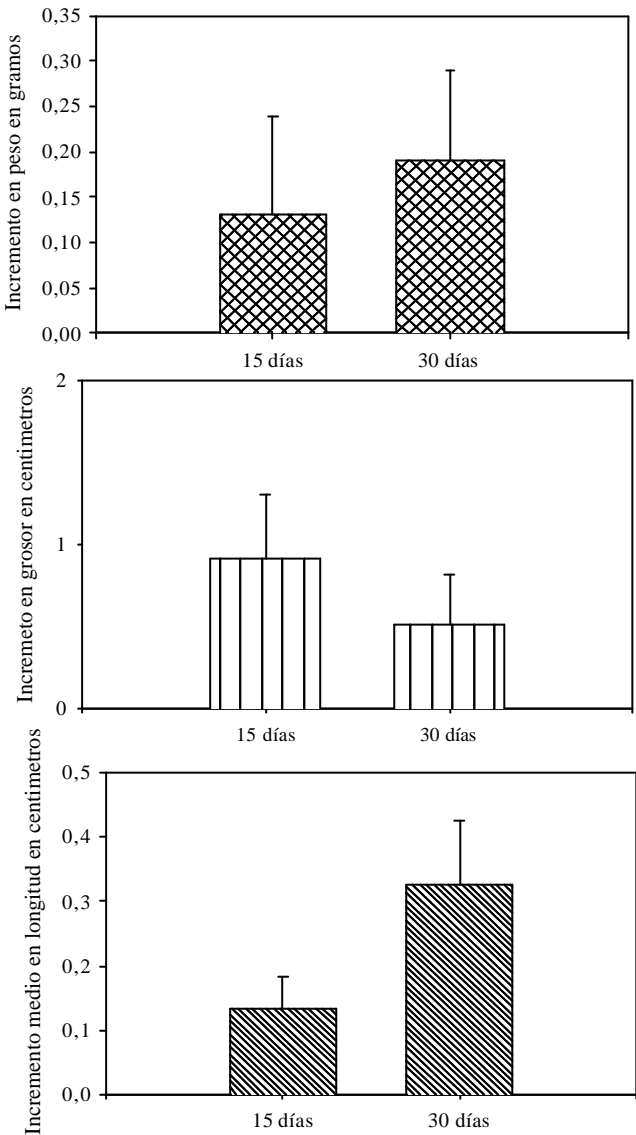 Incremento en peso en gramos
0,35
0,30
0,25
0,20
0,15
0,10
0,05
0,00
15 días
30 días
Incremeto en grosor en centimetros
2
1
0
15 días
30 días
Incremento medio en longitud en centimetros
0,5
0,4
0,3
0,2
0,1
0,0
15 días
30 días